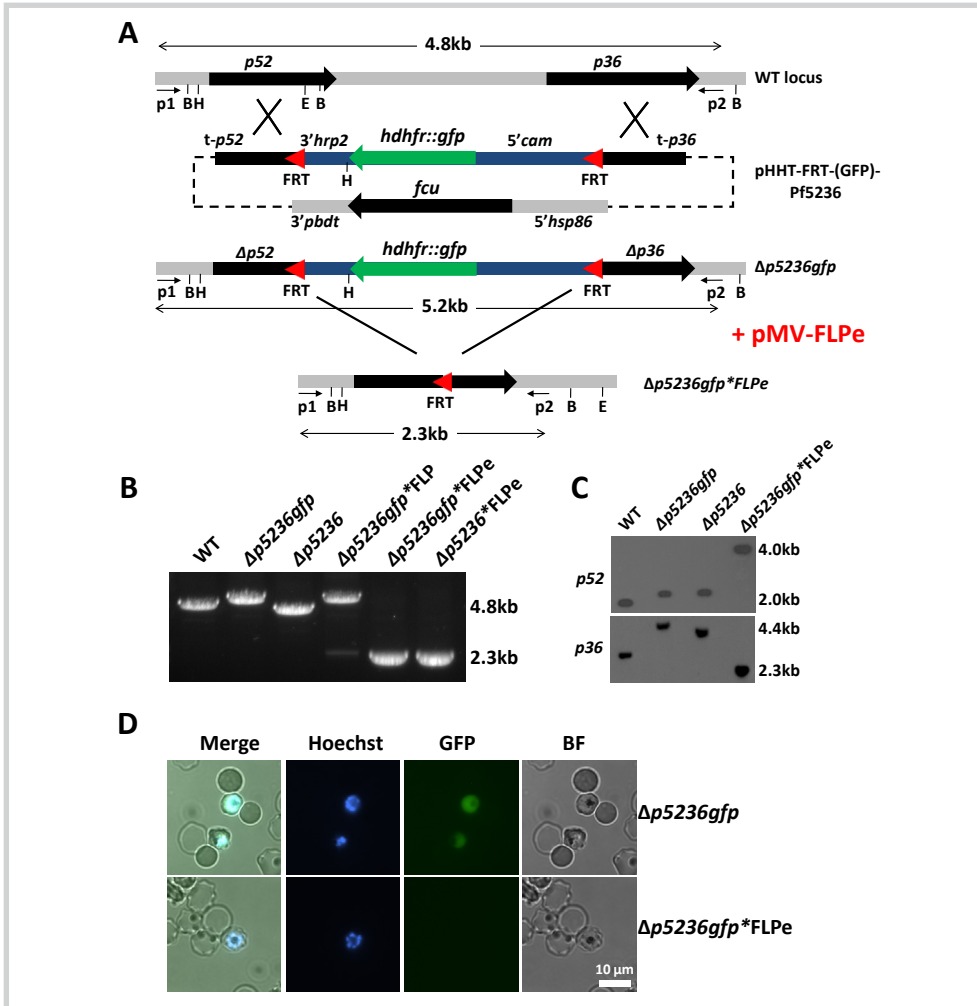 A
4.8kb
p52 p36
WT locus
p1 B H E B p2 B
t-p52 3'hrp2 hdhfr::gfp 5'cam t-p36
FRT H FRT
pHHT-FRT-(GFP)-
Pf5236
fcu
3'pbdt 5'hsp86
Δp52 hdhfr::gfp Δp36
Δp5236gfp
p1 B H FRT H FRT p2 B
5.2kb
+ pMV-FLPe
Δp5236gfp*FLPe
p1 B H FRT p2 B E
2.3kb
B
WT Δp5236gfp Δp5236 Δp5236gfp*FLP Δp5236gfp*FLPe Δp5236*FLPe
4.8kb
2.3kb
C
WT Δp5236gfp Δp5236 Δp5236gfp*FLPe
p52
4.0kb
2.0kb
p36
4.4kb
2.3kb
D
Merge Hoechst GFP BF
Δp5236gfp
Δp5236gfp*FLPe
10 µm